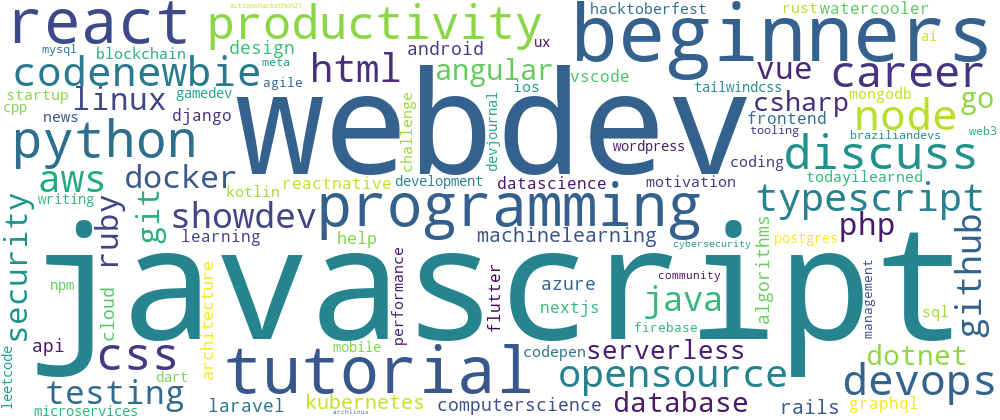 actionshackathon21
react
productivity
hacktoberfest
beginners
rust
watercooler
mysql
blockchain
design
android
ux
ai
codenewbie
meta
html
angular
vscode
vue
career
startup
linux
gamedev
agile
ios
tailwindcss
csharp
mongodb
go
cpp
news
django
webdev
challenge
devjournal
frontend
node
python
wordpress
tooling
braziliandevs
web3
coding
discuss
aws
docker
kotlin
reactnative
development
datascience
motivation
todayilearned
writing
git
showdev
programming
typescript
security
ruby
learning
help
machinelearning
cybersecurity
postgres
php
github
javascript
npm
cloud
architecture
performance
flutter
azure
nextjs
community
java
firebase
algorithms
management
sql
api
css
mobile
codepen
serverless
dotnet
leetcode
dart
tutorial
opensource
devops
testing
microservices
laravel
kubernetes
archlinux
computerscience
database
rails
graphql